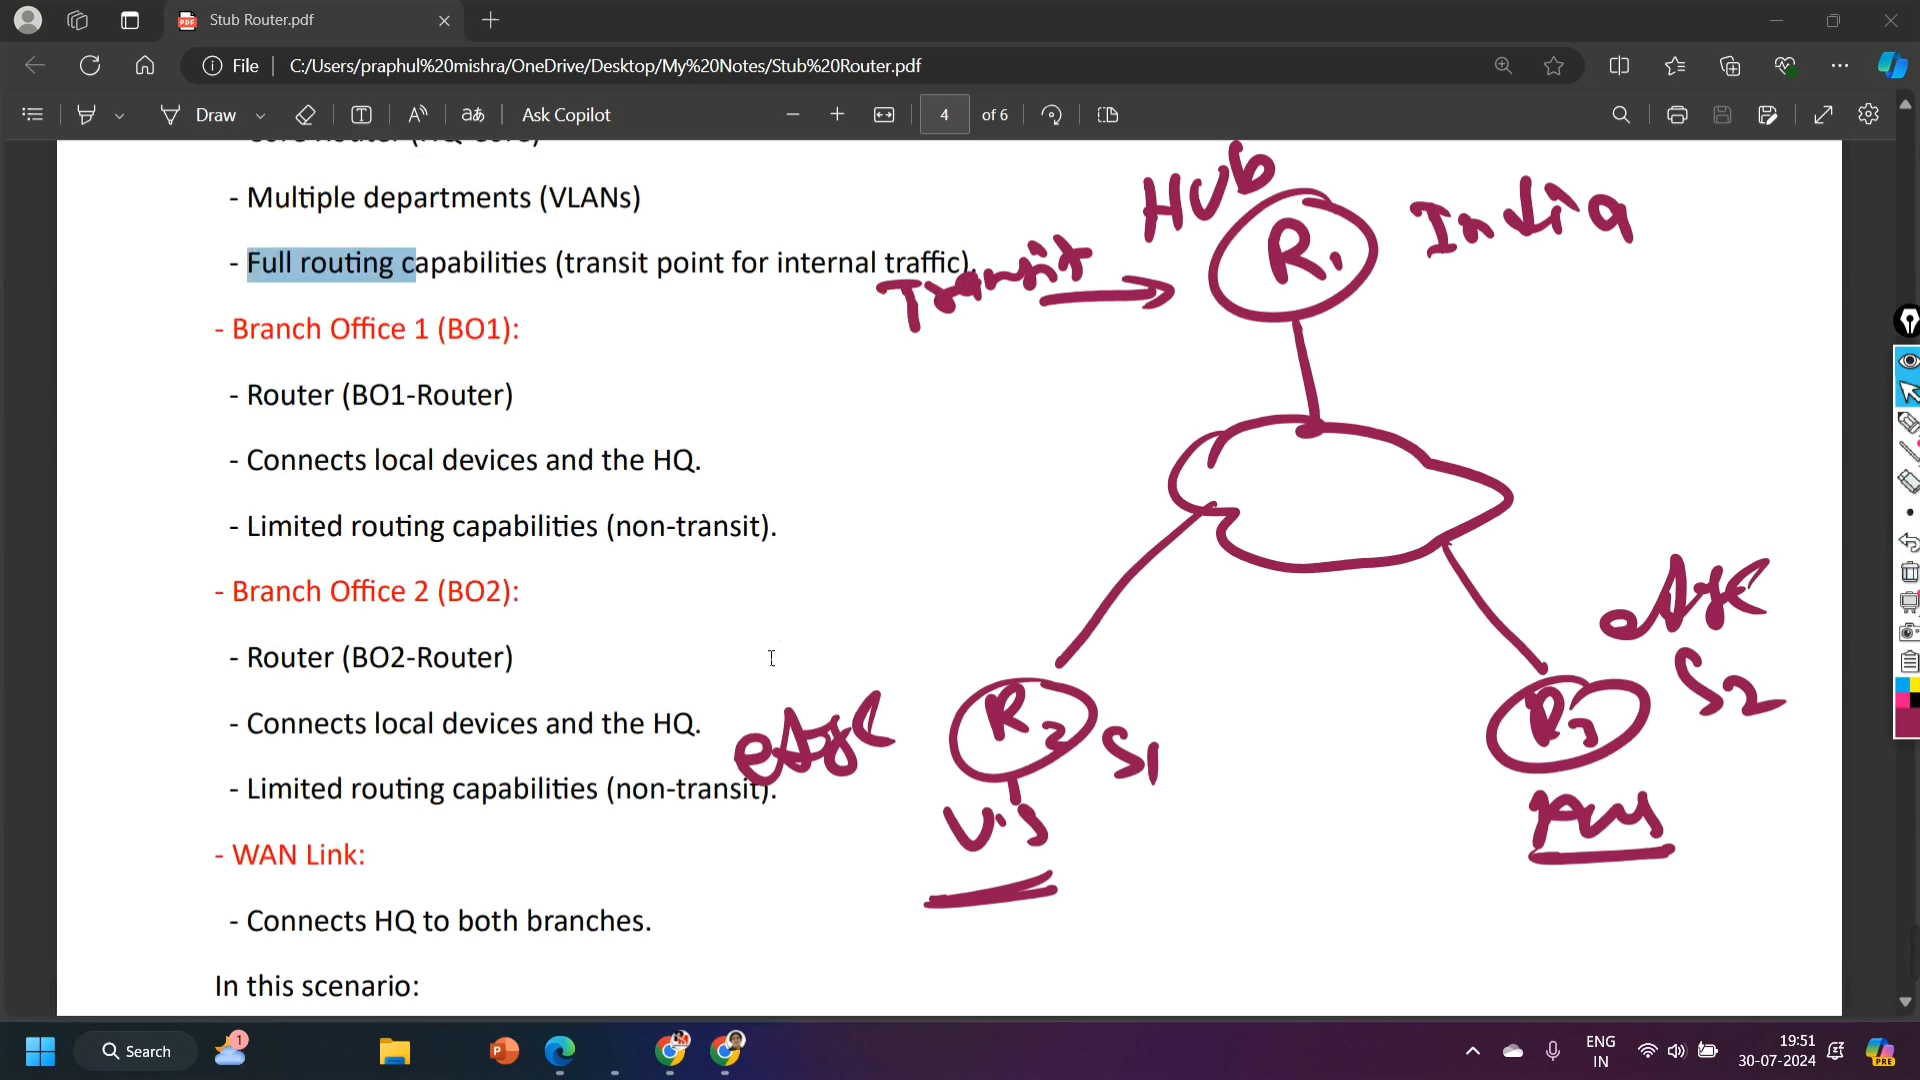 Stub Router.pdf
File
C:/Users/praphul%20mishra/OneDrive/Desktop/My%20Notes/Stub%20Router.pdf
Draw
Ask Copilot
4
of 6
- Multiple departments (VLANs)
- Full routing capabilities (transit point for internal traffic).
- Branch Office 1 (BO1):
- Router (BO1-Router)
- Connects local devices and the HQ.
- Limited routing capabilities (non-transit).
- Branch Office 2 (BO2):
- Router (BO2-Router)
- Connects local devices and the HQ.
- Limited routing capabilities (non-transit).
- WAN Link:
- Connects HQ to both branches.
In this scenario:
Hub
R1
India
Transit
edge
S2
edge
R2
S1
R3
U.S
Search
1
ENG
IN
19:51
30-07-2024
PRE